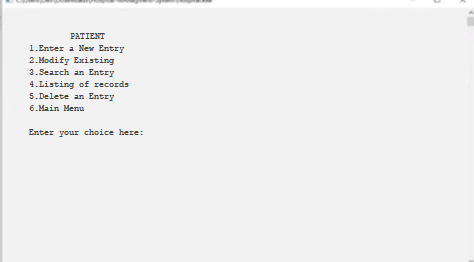 PATIENT
1.Enter a New Entry
2.Modify Existing
3.Search an Entry
4.Listing of records
5.Delete an Entry
6.Main Menu
Enter your choice here: